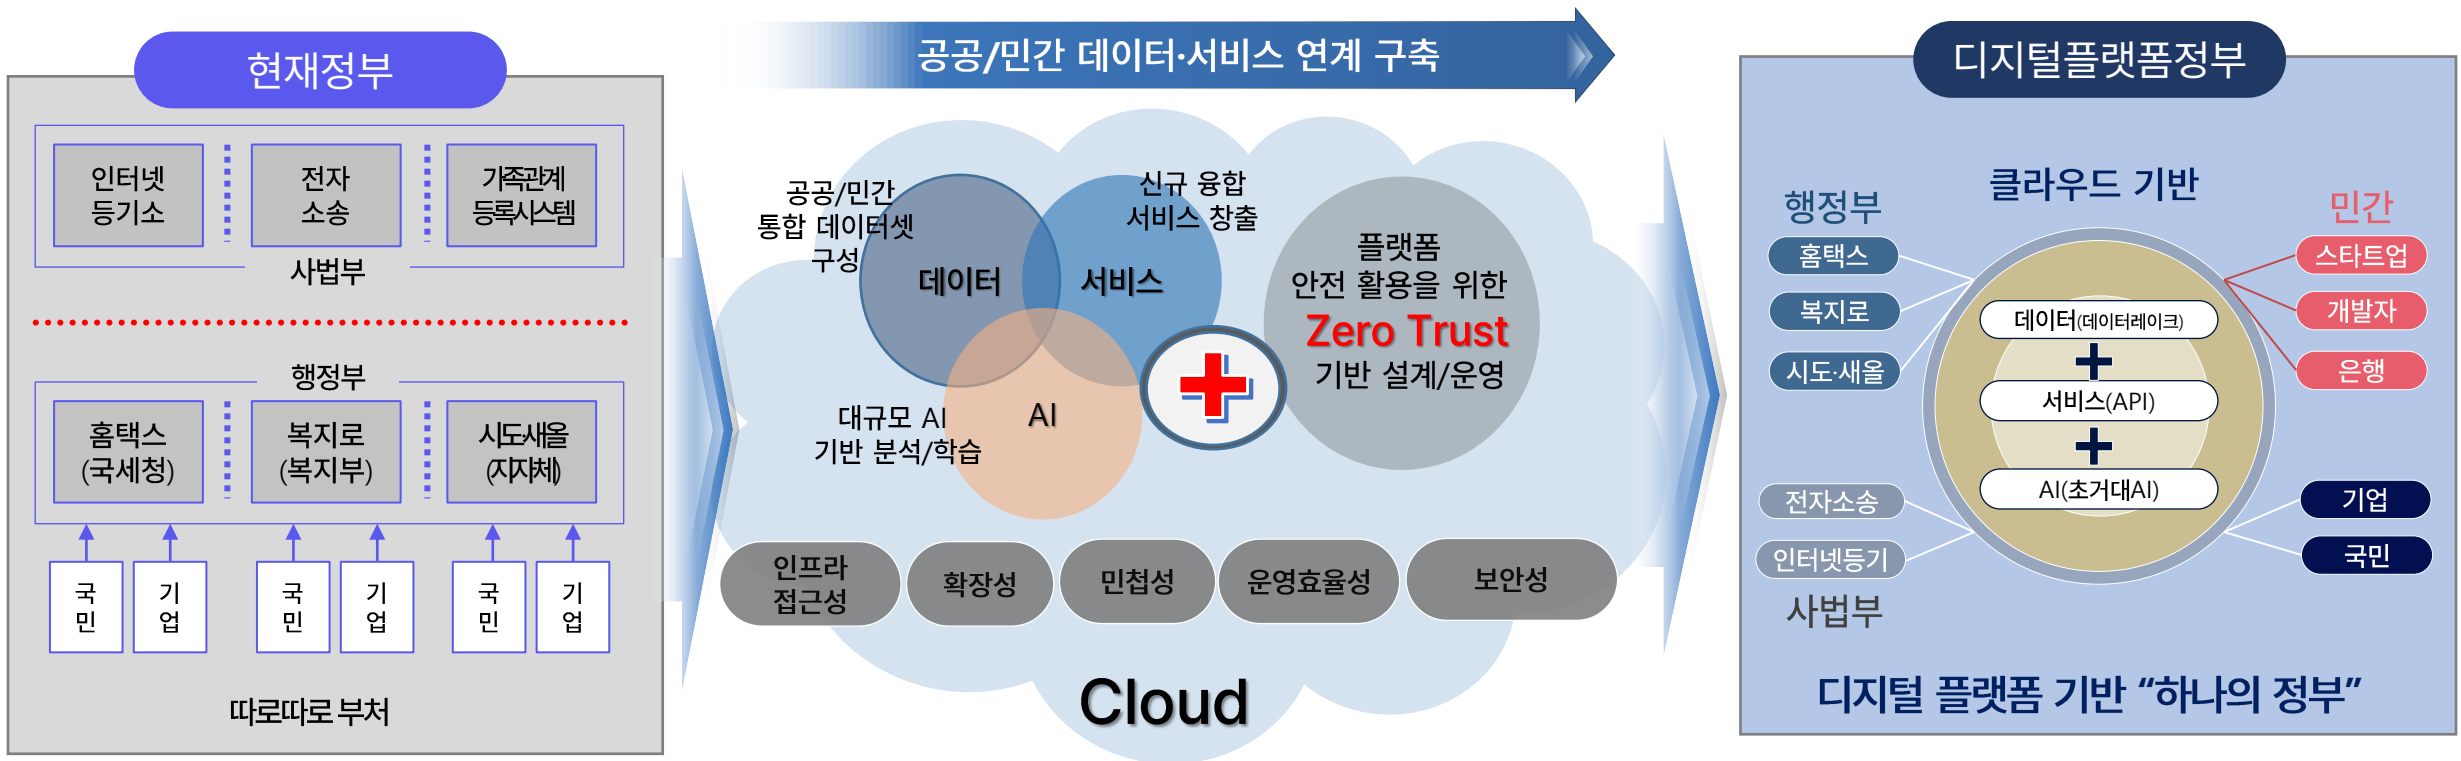 현재정부
인터넷
등기소
전자
소송
가족관계
등록시스템
사법부
행정부
홈택스
(국세청)
복지로
(복지부)
시도·새올
(지자체)
국
민
기
업
국
민
기
업
국
민
기
업
따로따로 부처
공공/민간 데이터·서비스 연계 구축
공공/민간
통합 데이터셋
구성
신규 융합
서비스 창출
데이터
서비스
AI
대규모 AI
기반 분석/학습
플랫폼
안전 활용을 위한
Zero Trust
기반 설계/운영
인프라
접근성
확장성
민첩성
운영효율성
보안성
Cloud
디지털플랫폼정부
클라우드 기반
행정부
홈택스
복지로
시도·새올
민간
스타트업
개발자
은행
데이터(데이터레이크)
서비스(API)
AI(초거대AI)
전자소송
인터넷등기
사법부
기업
국민
디지털 플랫폼 기반 “하나의 정부”